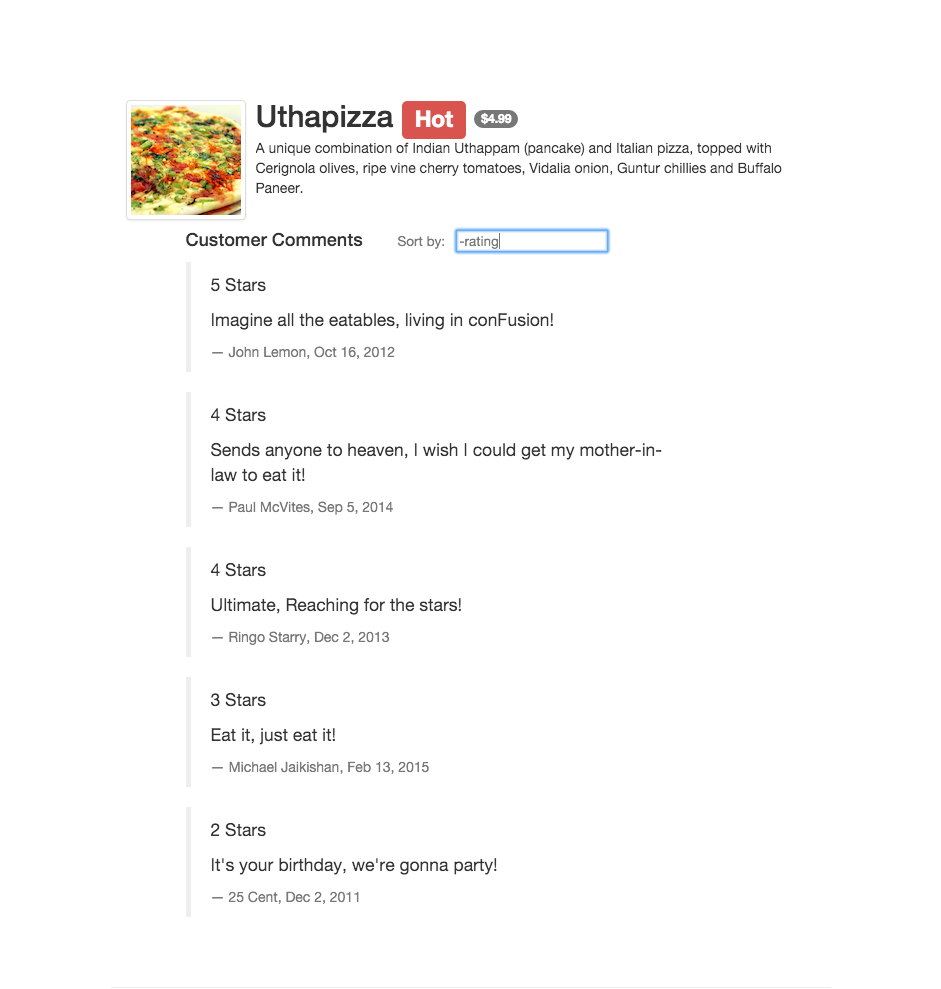 Uthapizza Hot $4.99
A unique combination of Indian Uthappam (pancake) and Italian pizza, topped with
Cerignola olives, ripe vine cherry tomatoes, Vidalia onion, Guntur chillies and Buffalo
Paneer.
Customer Comments Sort by: -rating
5 Stars
Imagine all the eatables, living in conFusion!
— John Lemon, Oct 16, 2012
4 Stars
Sends anyone to heaven, I wish I could get my mother-in-
law to eat it!
— Paul McVites, Sep 5, 2014
4 Stars
Ultimate, Reaching for the stars!
— Ringo Starry, Dec 2, 2013
3 Stars
Eat it, just eat it!
— Michael Jaikishan, Feb 13, 2015
2 Stars
It's your birthday, we're gonna party!
— 25 Cent, Dec 2, 2011